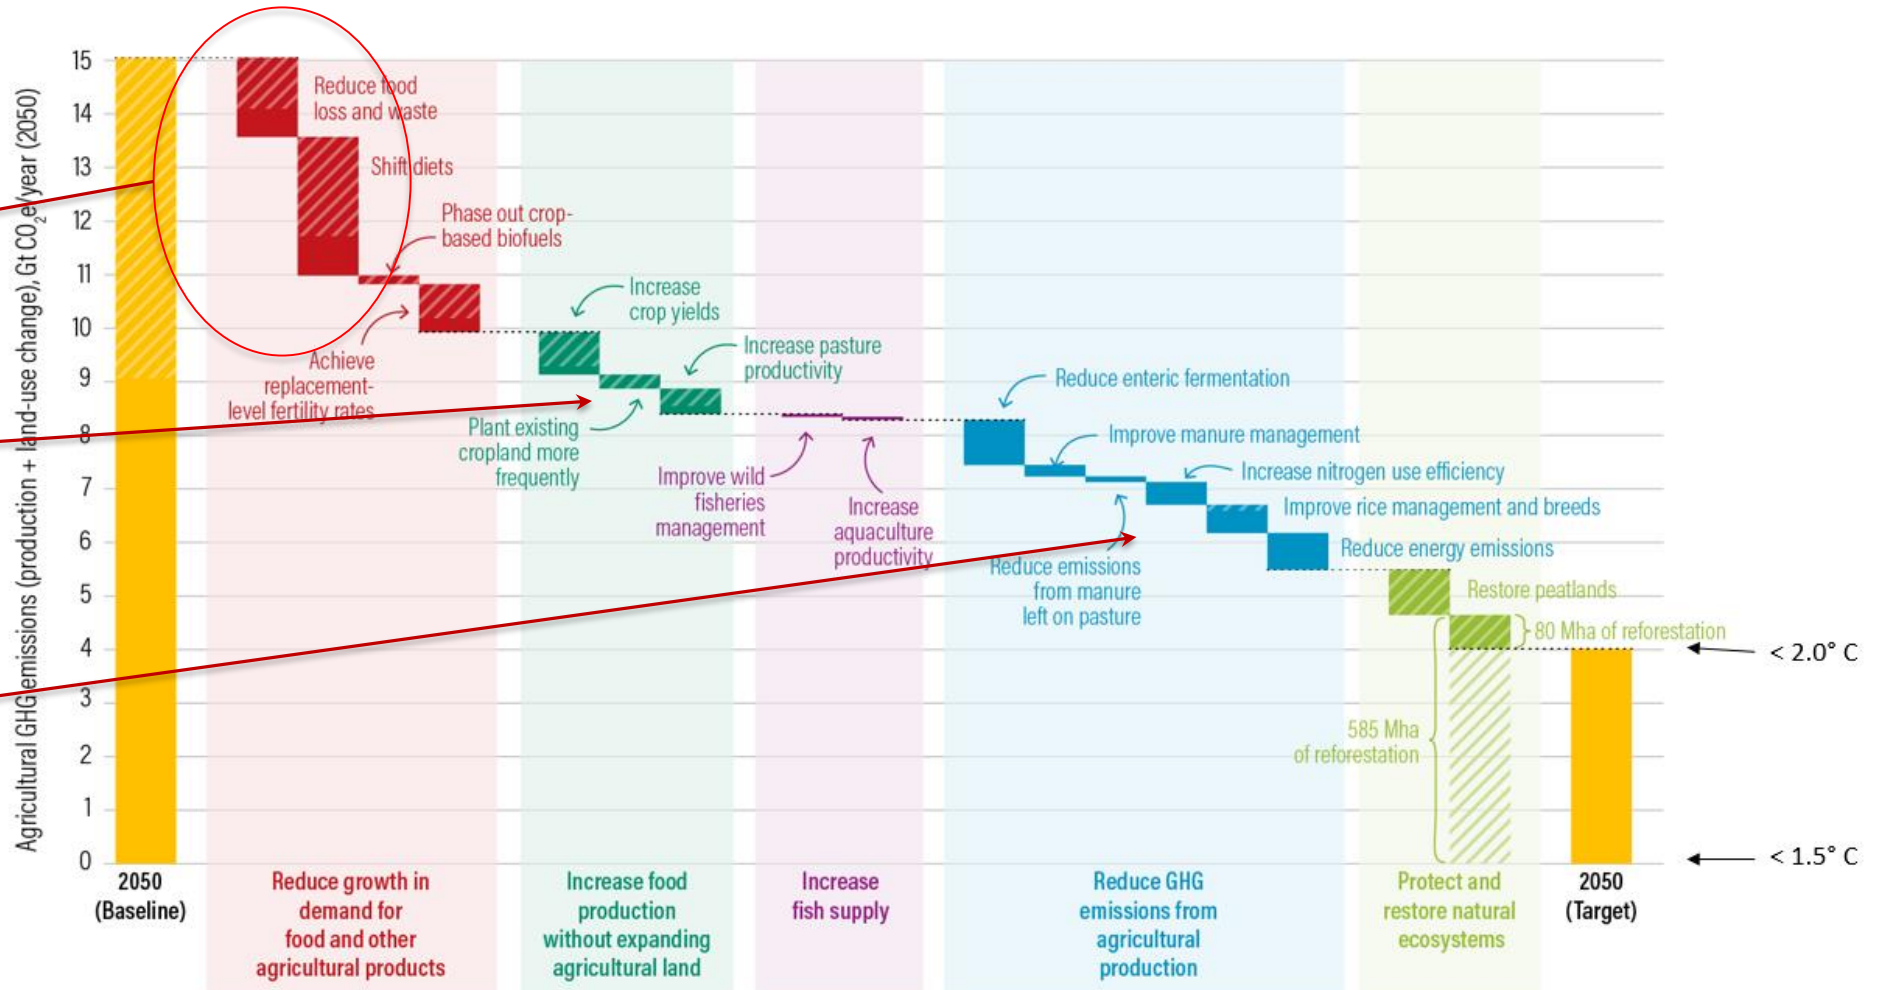 Agricultural GHG emissions (production + land-use change), Gt CO2e/year (2050)
15
14
13
12
11
10
9
8
7
6
5
4
3
2
1
0
Reduce food
loss and waste
Shift diets
Phase out crop-
based biofuels
Achieve
replacement-
level fertility rates
Increase
crop yields
Increase pasture
productivity
Plant existing
cropland more
frequently
Improve wild
fisheries
management
Increase
aquaculture
productivity
Reduce enteric fermentation
Improve manure management
Increase nitrogen use efficiency
Improve rice management and breeds
Reduce energy emissions
Reduce emissions
from manure
left on pasture
Restore peatlands
80 Mha of reforestation
585 Mha
of reforestation
< 2.0° C
< 1.5° C
2050
(Baseline)
Reduce growth in
demand for
food and other
agricultural products
Increase food
production
without expanding
agricultural land
Increase
fish supply
Reduce GHG
emissions from
agricultural
production
Protect and
restore natural
ecosystems
2050
(Target)